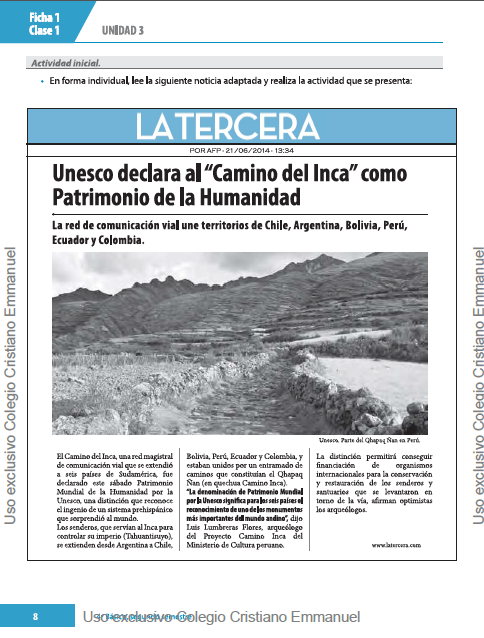 Ficha 1
Clase 1
UNIDAD 3
Actividad inicial.
• En forma individual, lee la siguiente noticia adaptada y realiza la actividad que se presenta:
LA TERCERA
POR AFP - 21/06/2014 - 13:34
Unesco declara al “Camino del Inca” como
Patrimonio de la Humanidad
La red de comunicación vial une territorios de Chile, Argentina, Bolivia, Perú,
Ecuador y Colombia.
Unesco. Parte del Qhapaq Ñan en Perú.
El Camino del Inca, una red magistral
de comunicación vial que se extendió
a seis países de Sudamérica, fue
declarado este sábado Patrimonio
Mundial de la Humanidad por la
Unesco, una distinción que reconoce
el ingenio de un sistema prehispánico
que sorprendió al mundo.
Los senderos, que servían al Inca para
controlar su imperio (Tahuantisuyo),
se extienden desde Argentina a Chile,
Bolivia, Perú, Ecuador y Colombia, y
estaban unidos por un entramado de
caminos que constituían el Qhapaq
Ñan (en quechua Camino Inca).
“La denominación de Patrimonio Mundial
por la Unesco significa para los seis países el
reconocimiento de uno de los monumentos
más importantes del mundo andino”, dijo
Luis Lumbreras Flores, arqueólogo
del Proyecto Camino Inca del
Ministerio de Cultura peruano.
La distinción permitirá conseguir
financiación de organismos
internacionales para la conservación
y restauración de los senderos y
santuarios que se levantaron en
torno de la vía, afirman optimistas
los arqueólogos.
www.latercera.com
Uso exclusivo Colegio Cristiano Emmanuel
Uso exclusivo Colegio Cristiano Emmanuel
8
Básico, segundo semestre
Uso exclusivo Colegio Cristiano Emmanuel